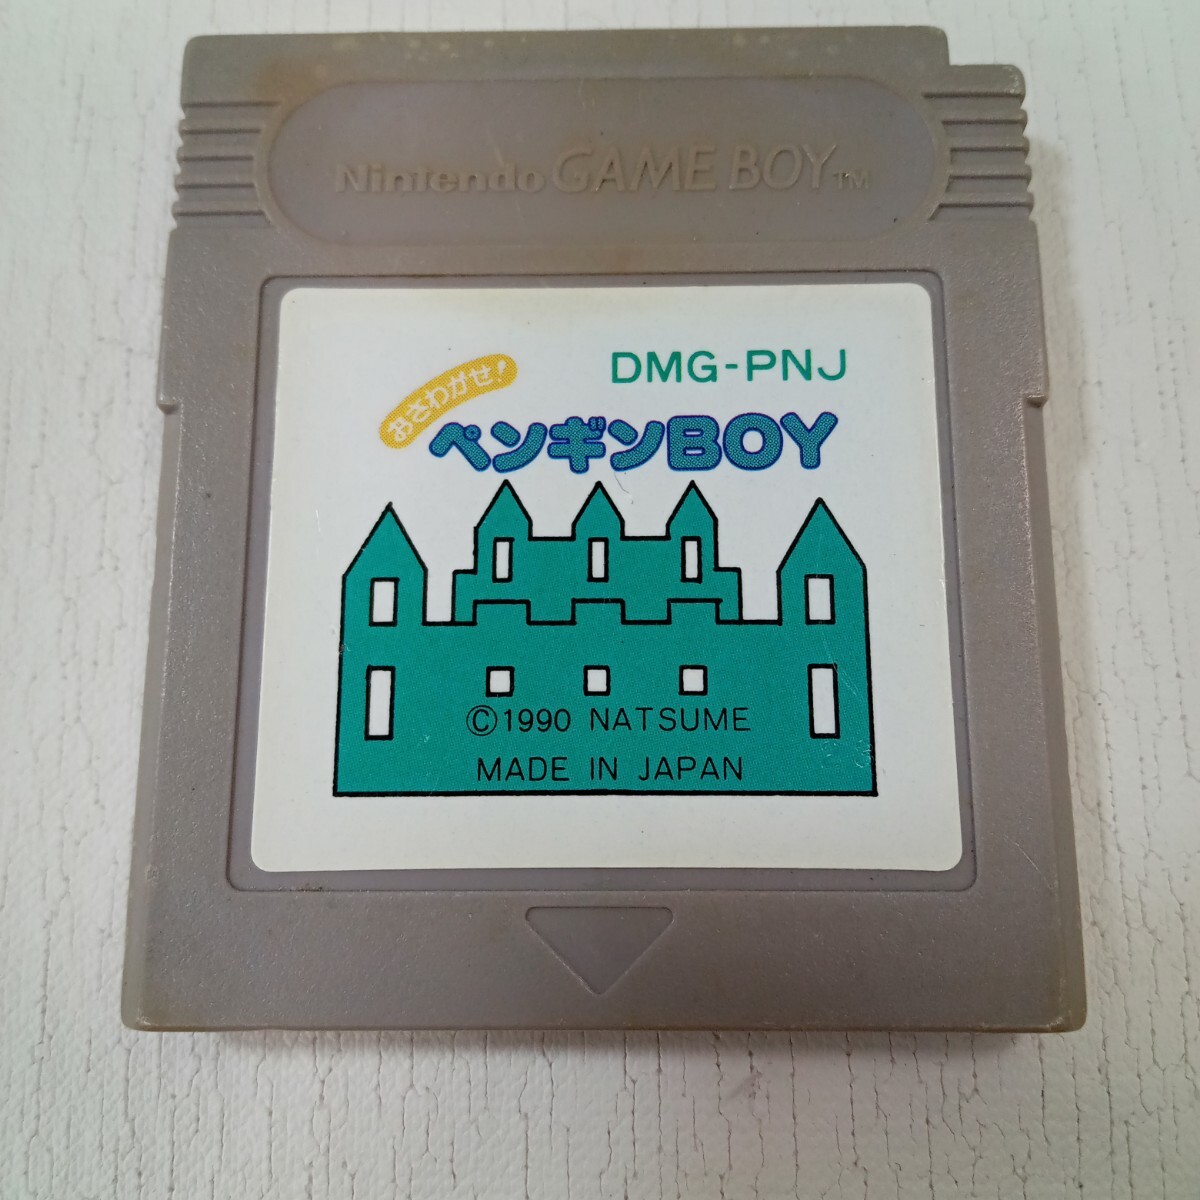 Nintendo GAME BOY™
DMG-PNJ
おさわがせ!
ペンギンBOY
©1990 NATSUME
MADE IN JAPAN